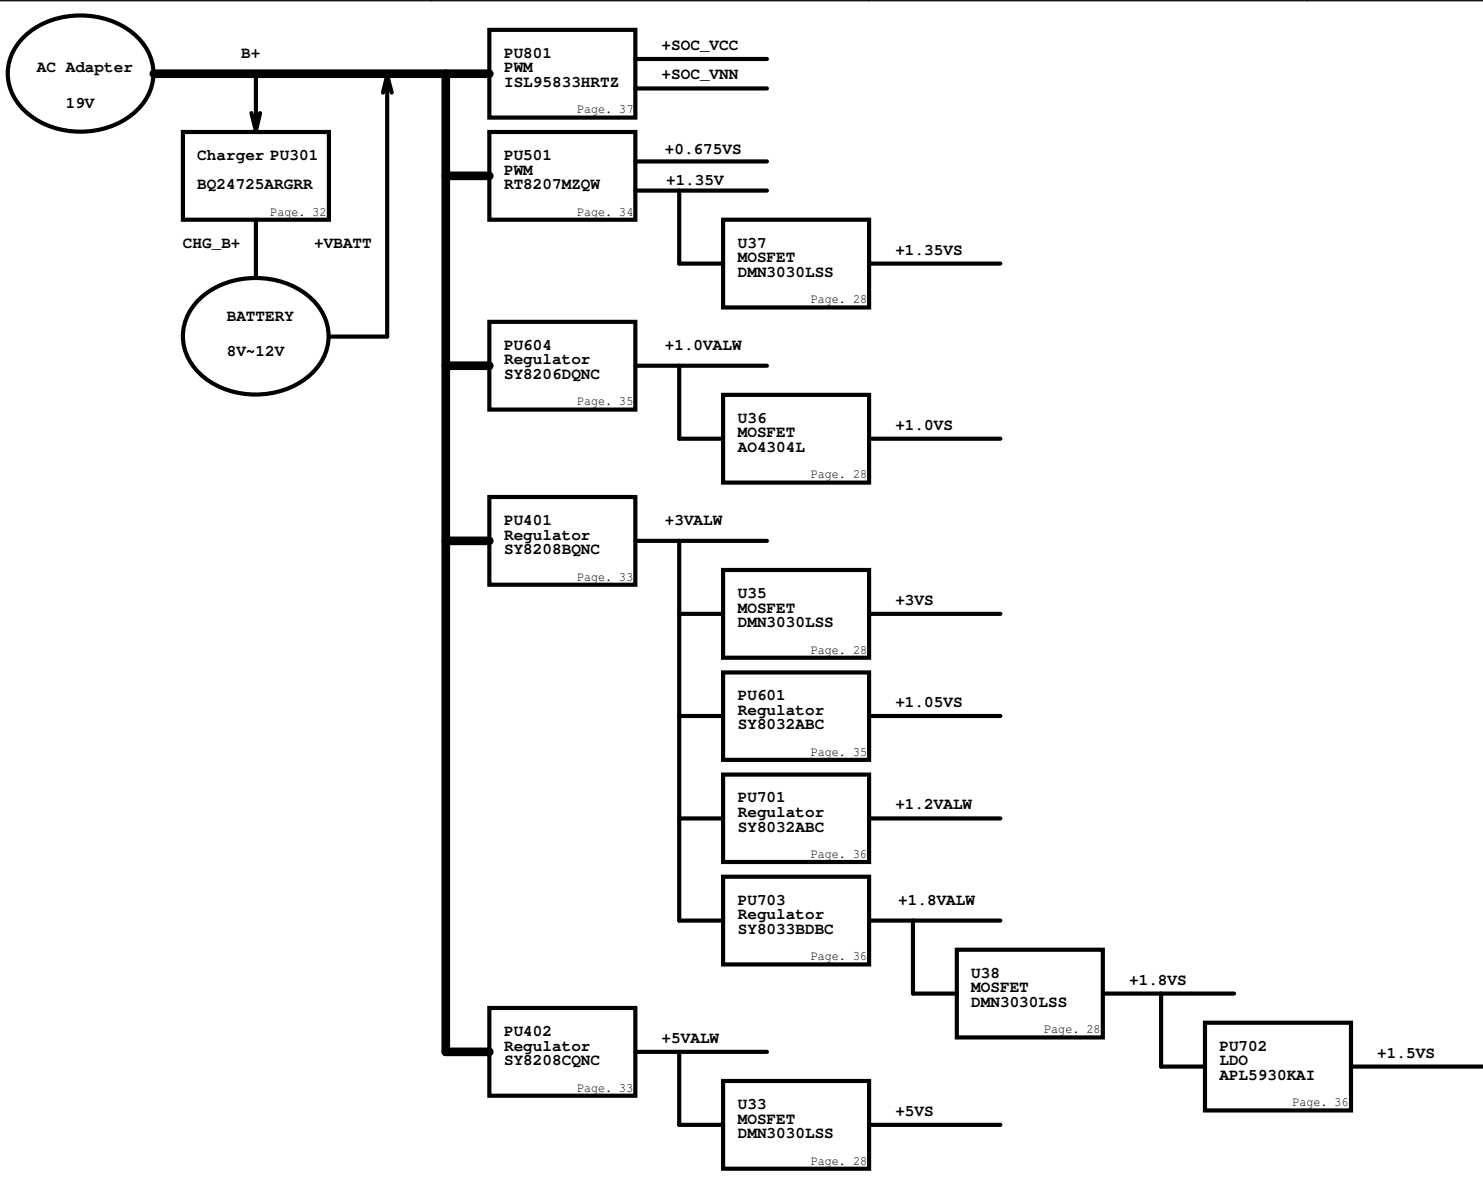 AC Adapter
19V
B+
Charger PU301
BQ24725ARGRR
Page. 32
CHG_B+
+VBATT
BATTERY
8V~12V
PU801
PWM
ISL95833HRTZ
Page. 37
+SOC_VCC
+SOC_VNN
PU501
PWM
RT8207MZQW
Page. 34
+0.675VS
+1.35V
U37
MOSFET
DMN3030LSS
Page. 28
+1.35VS
PU604
Regulator
SY8206DQNC
Page. 35
+1.0VALW
U36
MOSFET
AO4304L
Page. 28
+1.0VS
PU401
Regulator
SY8208BQNC
Page. 33
+3VALW
U35
MOSFET
DMN3030LSS
Page. 28
+3VS
PU601
Regulator
SY8032ABC
Page. 35
+1.05VS
PU701
Regulator
SY8032ABC
Page. 36
+1.2VALW
PU703
Regulator
SY8033BDBC
Page. 36
+1.8VALW
U38
MOSFET
DMN3030LSS
Page. 28
+1.8VS
PU702
LDO
APL5930KAI
Page. 36
+1.5VS
PU402
Regulator
SY8208CQNC
Page. 33
+5VALW
U33
MOSFET
DMN3030LSS
Page. 28
+5VS